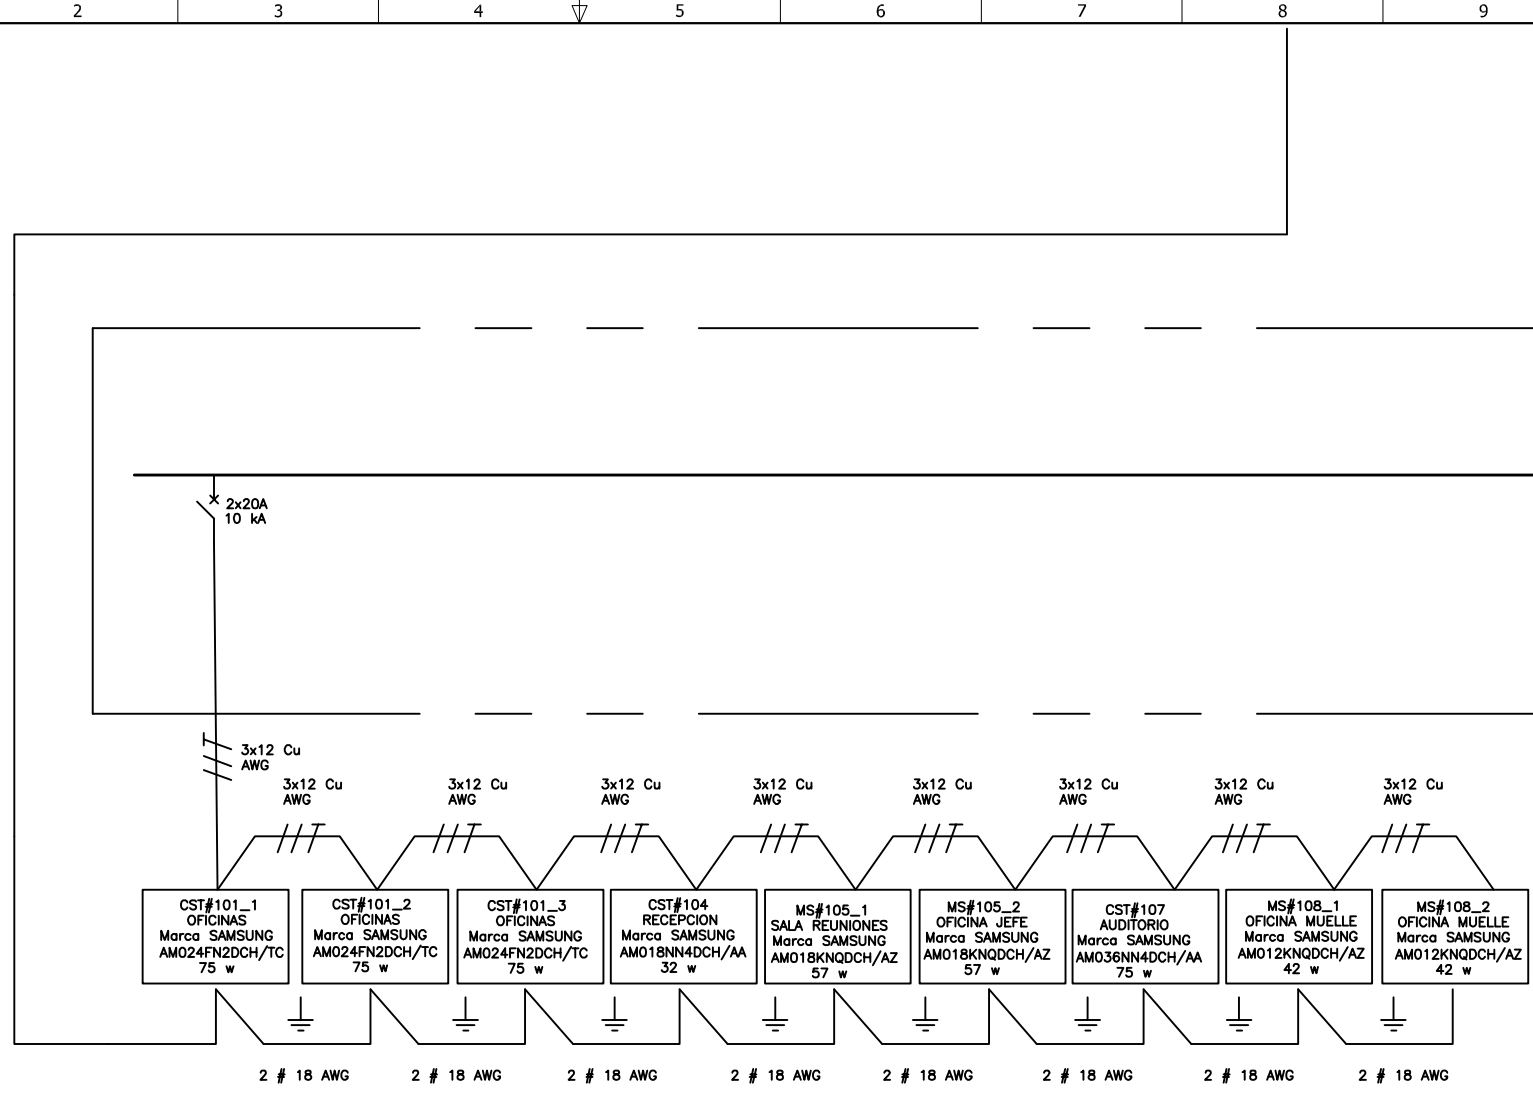 2 3 4 5 6 7 8 9
2x20A
10 kA
3x12 Cu
AWG
3x12 Cu
AWG
3x12 Cu
AWG
3x12 Cu
AWG
3x12 Cu
AWG
3x12 Cu
AWG
3x12 Cu
AWG
3x12 Cu
AWG
3x12 Cu
AWG
CST#101_1
OFICINAS
Marca SAMSUNG
AM024FN2DCH/TC
75 w
CST#101_2
OFICINAS
Marca SAMSUNG
AM024FN2DCH/TC
75 w
CST#101_3
OFICINAS
Marca SAMSUNG
AM024FN2DCH/TC
75 w
CST#104
RECEPCION
Marca SAMSUNG
AM018NN4DCH/AA
32 w
MS#105_1
SALA REUNIONES
Marca SAMSUNG
AM018KNQDCH/AZ
57 w
MS#105_2
OFICINA JEFE
Marca SAMSUNG
AM018KNQDCH/AZ
57 w
CST#107
AUDITORIO
Marca SAMSUNG
AM036NN4DCH/AA
75 w
MS#108_1
OFICINA MUELLE
Marca SAMSUNG
AM012KNQDCH/AZ
42 w
MS#108_2
OFICINA MUELLE
Marca SAMSUNG
AM012KNQDCH/AZ
42 w
2 # 18 AWG
2 # 18 AWG
2 # 18 AWG
2 # 18 AWG
2 # 18 AWG
2 # 18 AWG
2 # 18 AWG
2 # 18 AWG